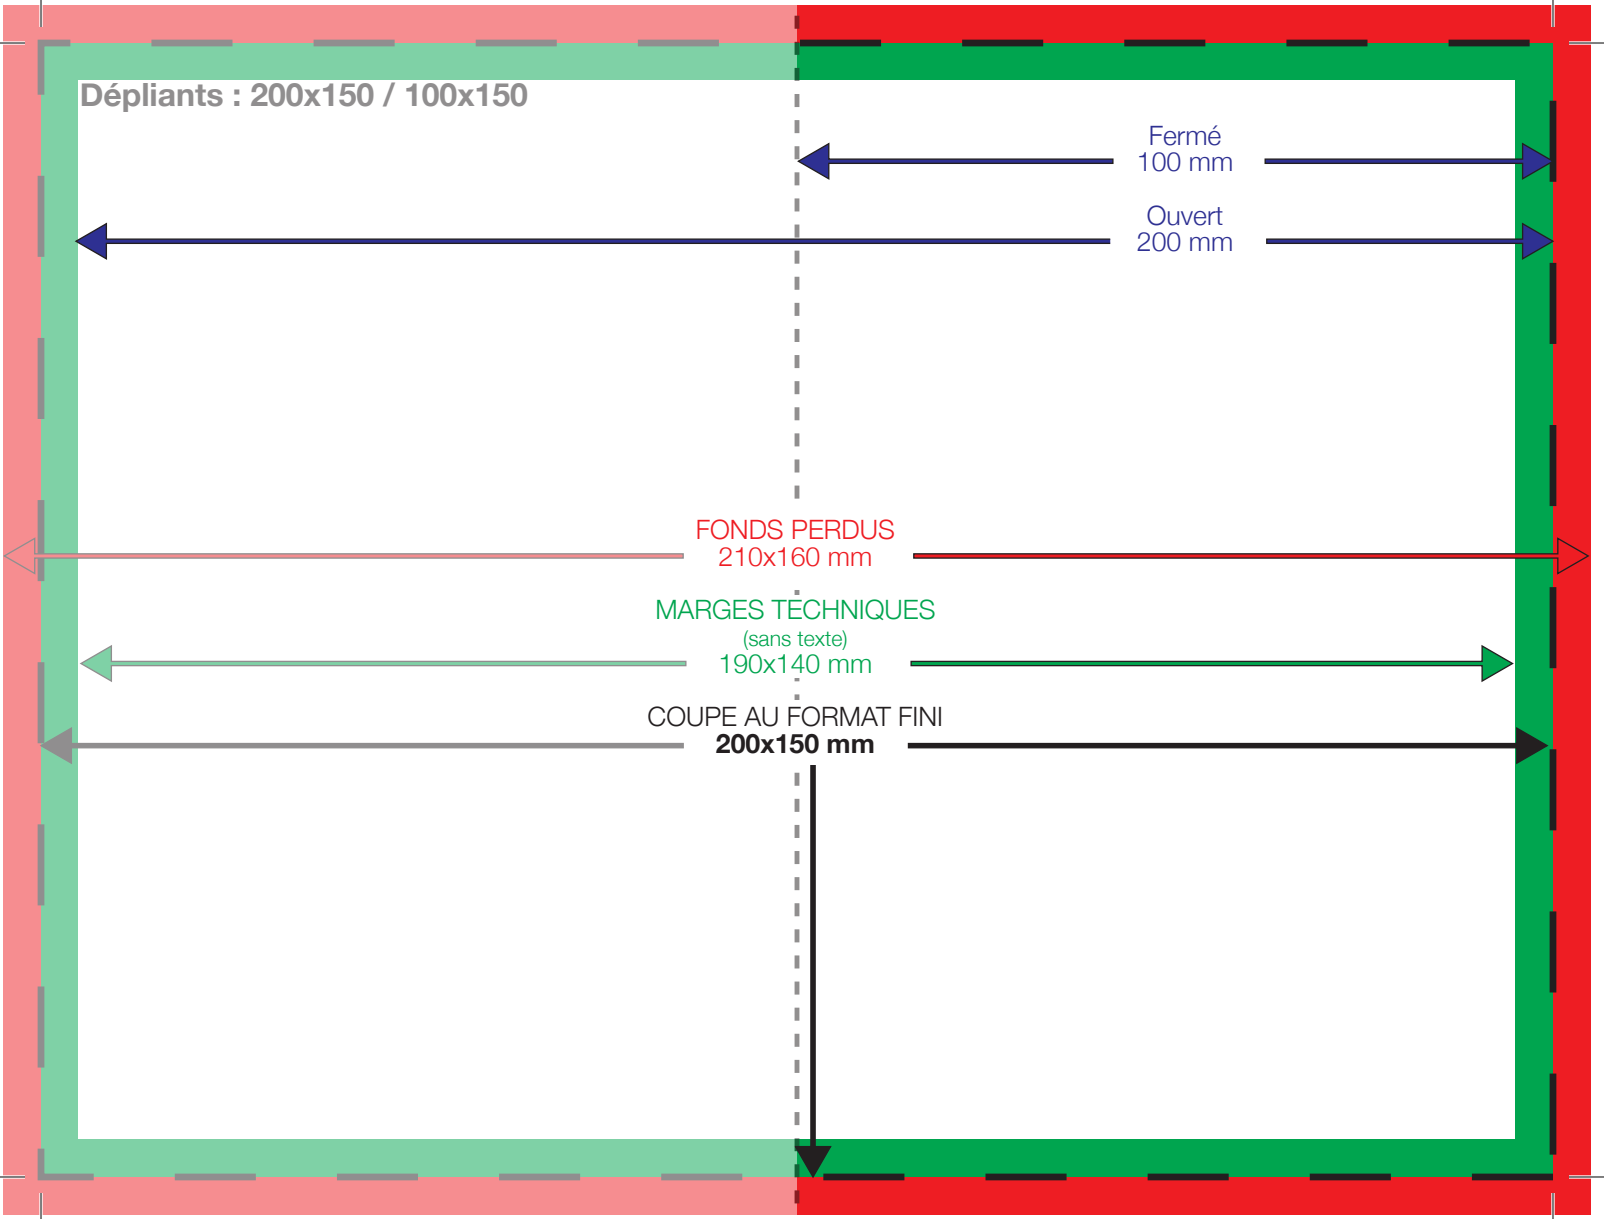 Dépliants : 200x150 / 100x150
Fermé
100 mm
Ouvert
200 mm
FONDS PERDUS
210x160 mm
MARGES TECHNIQUES
(sans texte)
190x140 mm
COUPE AU FORMAT FINI
200x150 mm